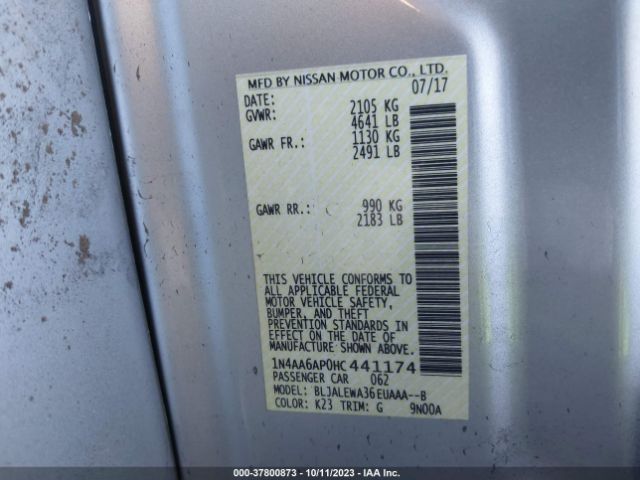 MFD BY NISSAN MOTOR CO., LTD.
DATE: 07/17
GVWR: 2105 KG
4641 LB
GAWR FR.: 1130 KG
2491 LB
GAWR RR.: 990 KG
2183 LB
THIS VEHICLE CONFORMS TO
ALL APPLICABLE FEDERAL
MOTOR VEHICLE SAFETY,
BUMPER, AND THEFT
PREVENTION STANDARDS IN
EFFECT ON THE DATE OF
MANUFACTURE SHOWN ABOVE.
1N4AA6AP0HC441174
PASSENGER CAR 062
MODEL: BLJALEWA36EUAAA--B
COLOR: K23 TRIM: G 9N00A
000-37800873 - 10/11/2023 - IAA Inc.